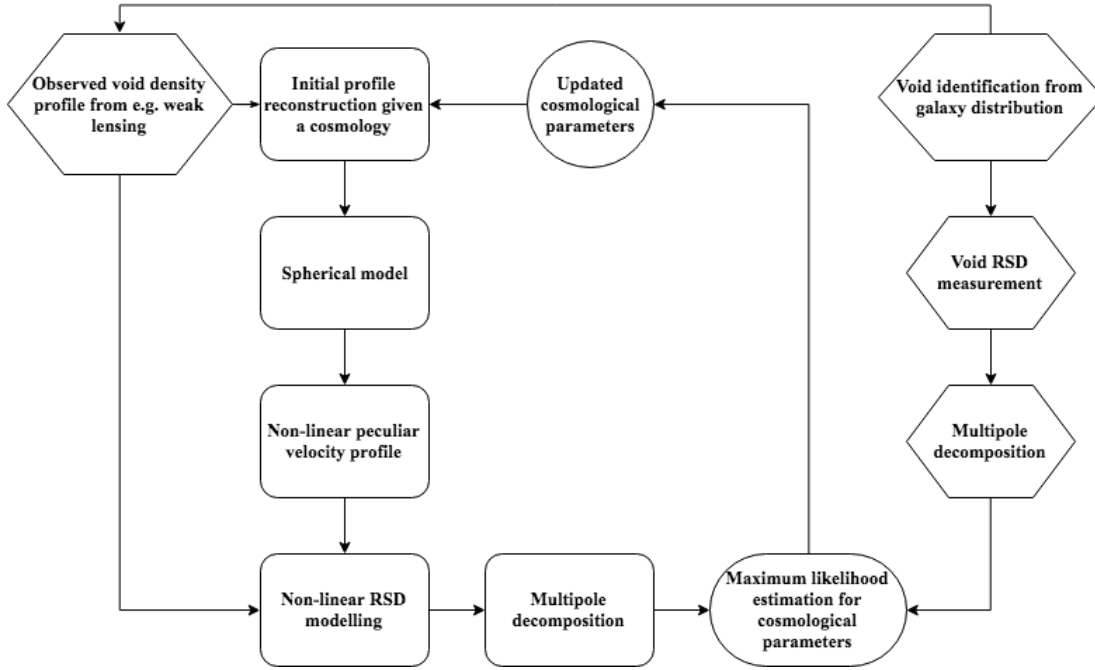 Observed void density
profile from e.g. weak
lensing
Initial profile
reconstruction given
a cosmology
Updated
cosmological
parameters
Void identification from
galaxy distribution
Spherical model
Void RSD
measurement
Non-linear peculiar
velocity profile
Multipole
decomposition
Non-linear RSD
modelling
Multipole
decomposition
Maximum likelihood
estimation for
cosmological
parameters